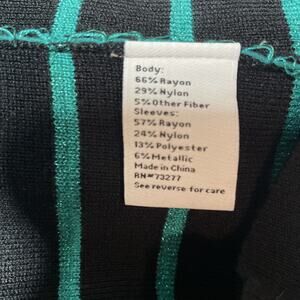 Body:
66% Rayon
29% Nylon
5% Other Fiber
Sleeves:
57% Rayon
24% Nylon
13% Polyester
6% Metallic
Made in China
RN#73277
See reverse for care